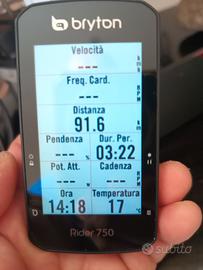 bryton
Velocità
--- k m h
Freq. Card.
--- B P M
Distanza
91.6 k m
Pendenza Dur. Per.
-- % 03:22
Pot. Att. Cadenza
--- W --- R P M
Ora Temperatura
14:18 17 °C
Rider 750
subito